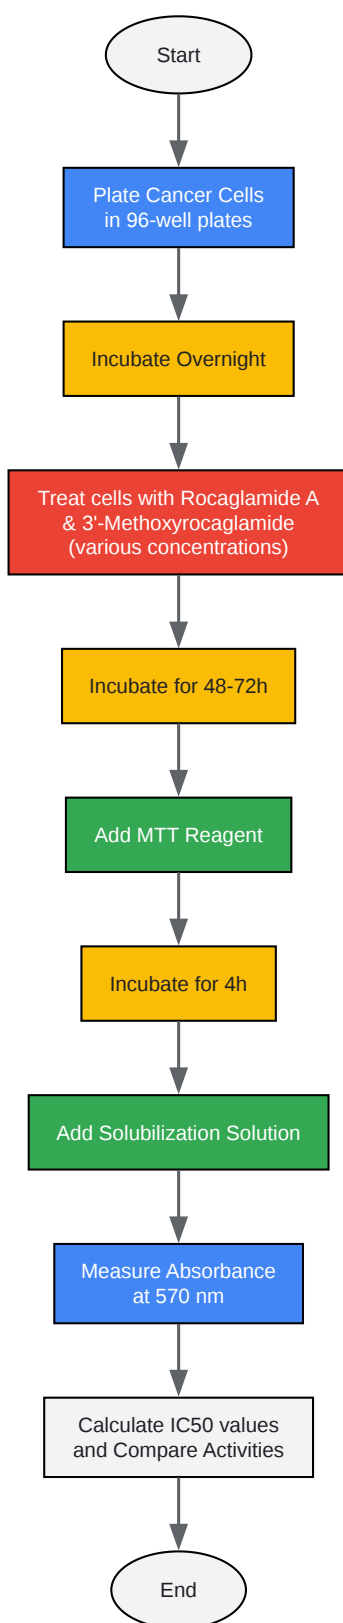 Start
Plate Cancer Cells
in 96-well plates
Incubate Overnight
Treat cells with Rocaglamide A
& 3'-Methoxyrocaglamide
(various concentrations)
Incubate for 48-72h
Add MTT Reagent
Incubate for 4h
Add Solubilization Solution
Measure Absorbance
at 570 nm
Calculate IC50 values
and Compare Activities
End